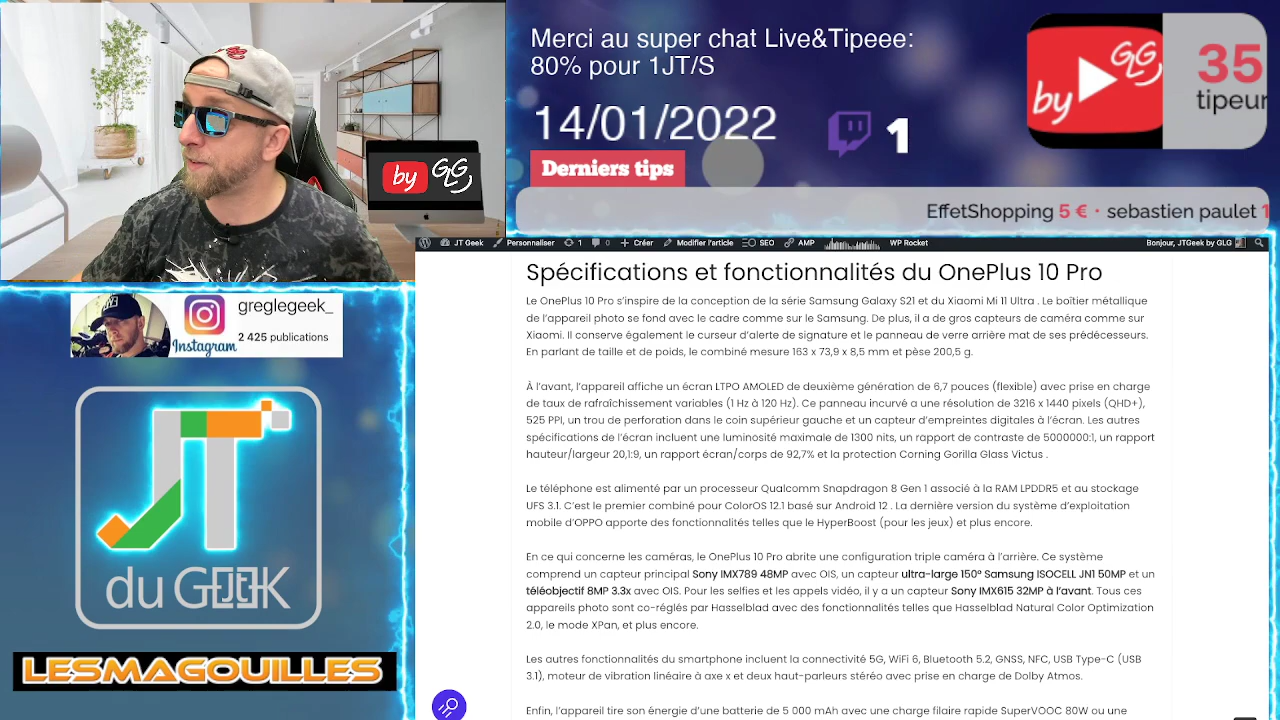 Merci au super chat Live&Tipeee:
80% pour 1JT/S
14/01/2022
1
by GLG
35
tipeur
Derniers tips
EffetShopping 5 € · sebastien paulet 1
by GLG
greglegeek_
2 425 publications
Instagram
JT
du GEEK
LESMAGOUILLES
JT Geek Personnaliser 1 0 Créer Modifier l'article SEO AMP WP Rocket Bonjour, JTGeek by GLG
Spécifications et fonctionnalités du OnePlus 10 Pro
Le OnePlus 10 Pro s'inspire de la conception de la série Samsung Galaxy S21 et du Xiaomi Mi 11 Ultra . Le boîtier métallique
de l'appareil photo se fond avec le cadre comme sur le Samsung. De plus, il a de gros capteurs de caméra comme sur
Xiaomi. Il conserve également le curseur d'alerte de signature et le panneau de verre arrière mat de ses prédécesseurs.
En parlant de taille et de poids, le combiné mesure 163 x 73,9 x 8,5 mm et pèse 200,5 g.
À l'avant, l'appareil affiche un écran LTPO AMOLED de deuxième génération de 6,7 pouces (flexible) avec prise en charge
de taux de rafraîchissement variables (1 Hz à 120 Hz). Ce panneau incurvé a une résolution de 3216 x 1440 pixels (QHD+),
525 PPI, un trou de perforation dans le coin supérieur gauche et un capteur d'empreintes digitales à l'écran. Les autres
spécifications de l'écran incluent une luminosité maximale de 1300 nits, un rapport de contraste de 5000000:1, un rapport
hauteur/largeur 20,1:9, un rapport écran/corps de 92,7% et la protection Corning Gorilla Glass Victus .
Le téléphone est alimenté par un processeur Qualcomm Snapdragon 8 Gen 1 associé à la RAM LPDDR5 et au stockage
UFS 3.1. C'est le premier combiné pour ColorOS 12.1 basé sur Android 12 . La dernière version du système d'exploitation
mobile d'OPPO apporte des fonctionnalités telles que le HyperBoost (pour les jeux) et plus encore.
En ce qui concerne les caméras, le OnePlus 10 Pro abrite une configuration triple caméra à l'arrière. Ce système
comprend un capteur principal Sony IMX789 48MP avec OIS, un capteur ultra-large 150° Samsung ISOCELL JN1 50MP et un
téléobjectif 8MP 3.3x avec OIS. Pour les selfies et les appels vidéo, il y a un capteur Sony IMX615 32MP à l'avant. Tous ces
appareils photo sont co-réglés par Hasselblad avec des fonctionnalités telles que Hasselblad Natural Color Optimization
2.0, le mode XPan, et plus encore.
Les autres fonctionnalités du smartphone incluent la connectivité 5G, WiFi 6, Bluetooth 5.2, GNSS, NFC, USB Type-C (USB
3.1), moteur de vibration linéaire à axe x et deux haut-parleurs stéréo avec prise en charge de Dolby Atmos.
Enfin, l'appareil tire son énergie d'une batterie de 5 000 mAh avec une charge filaire rapide SuperVOOC 80W ou une